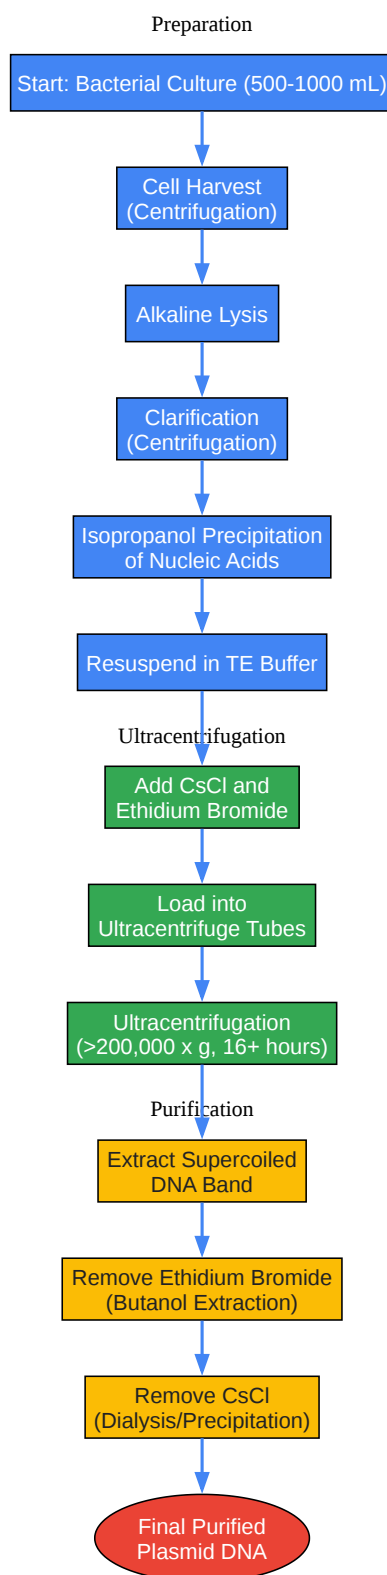 Preparation
Start: Bacterial Culture (500-1000 mL)
Cell Harvest
(Centrifugation)
Alkaline Lysis
Clarification
(Centrifugation)
Isopropanol Precipitation
of Nucleic Acids
Resuspend in TE Buffer
Ultracentrifugation
Add CsCl and
Ethidium Bromide
Load into
Ultracentrifuge Tubes
Ultracentrifugation
(>200,000 x g, 16+ hours)
Purification
Extract Supercoiled
DNA Band
Remove Ethidium Bromide
(Butanol Extraction)
Remove CsCl
(Dialysis/Precipitation)
Final Purified
Plasmid DNA